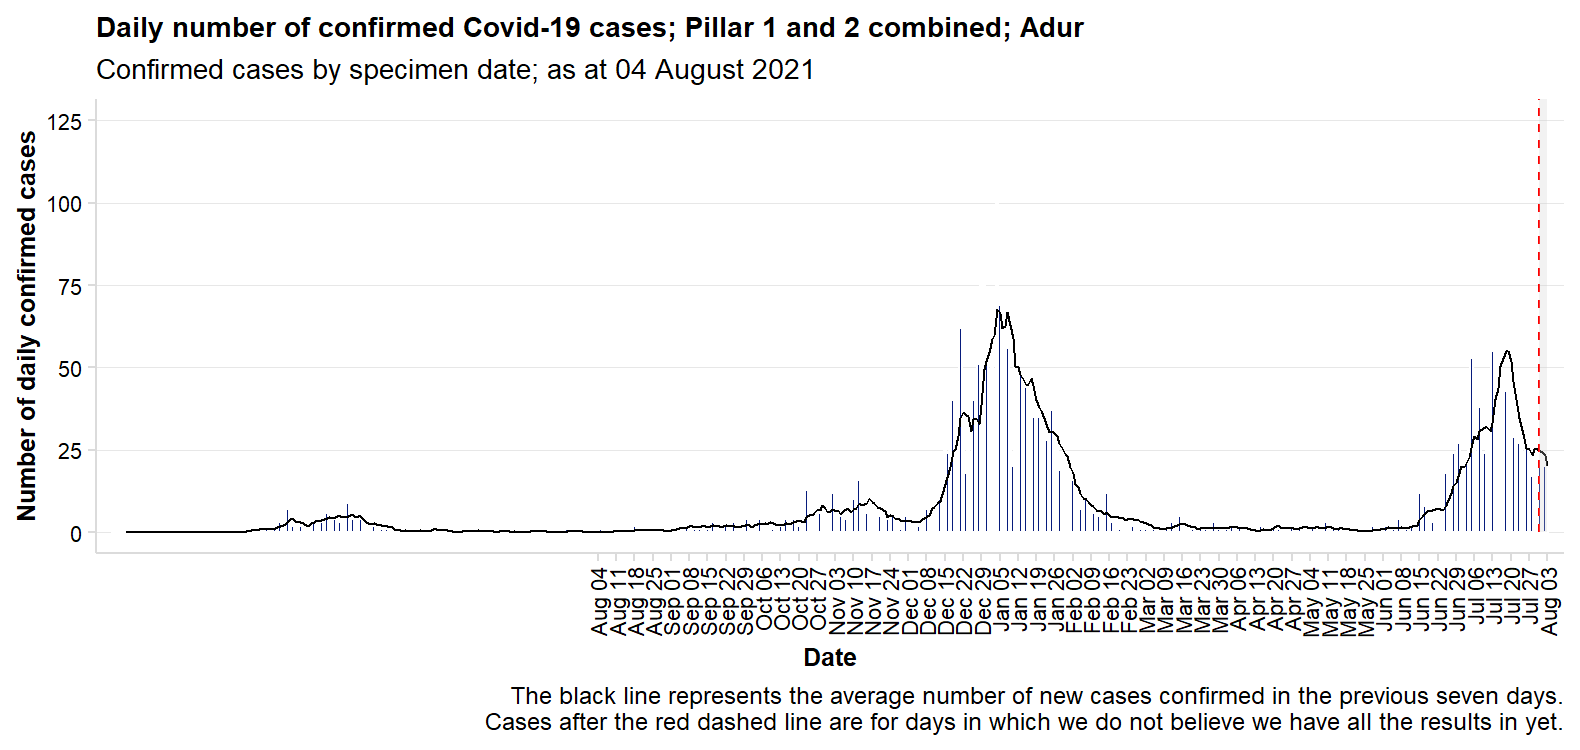 Daily number of confirmed Covid-19 cases; Pillar 1 and 2 combined; Adur
Confirmed cases by specimen date; as at 04 August 2021
Number of daily confirmed cases
125
100
75
50
25
0
Aug 04
Aug 11
Aug 18
Aug 25
Sep 01
Sep 08
Sep 15
Sep 22
Sep 29
Oct 06
Oct 13
Oct 20
Oct 27
Nov 03
Nov 10
Nov 17
Nov 24
Dec 01
Dec 08
Dec 15
Dec 22
Dec 29
Jan 05
Jan 12
Jan 19
Jan 26
Feb 02
Feb 09
Feb 16
Feb 23
Mar 02
Mar 09
Mar 16
Mar 23
Mar 30
Apr 06
Apr 13
Apr 20
Apr 27
May 04
May 11
May 18
May 25
Jun 01
Jun 08
Jun 15
Jun 22
Jun 29
Jul 06
Jul 13
Jul 20
Jul 27
Aug 03
Date
The black line represents the average number of new cases confirmed in the previous seven days.
Cases after the red dashed line are for days in which we do not believe we have all the results in yet.